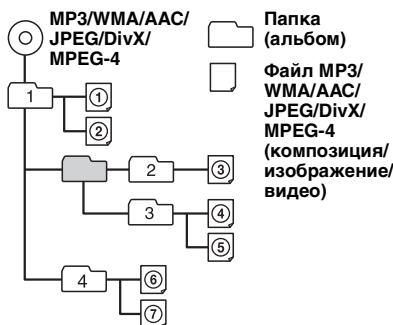 MP3/WMA/AAC/
JPEG/DivX/
MPEG-4
Папка
(альбом)
Файл MP3/
WMA/AAC/
JPEG/DivX/
MPEG-4
(композиция/
изображение/
видео)
1
①
②
2
③
3
④
⑤
4
⑥
⑦